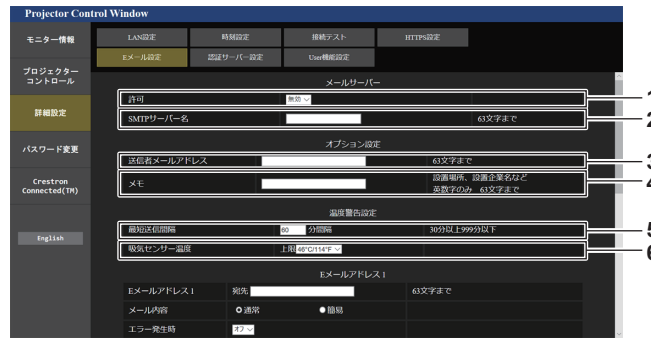 Projector Control Window
モニター情報
プロジェクター
コントロール
詳細設定
パスワード変更
Crestron
Connected(TM)
English
LAN設定 時刻設定 接続テスト HTTPS設定
Eメール設定 認証サーバー設定 User機能設定
メールサーバー
許可 無効 1
SMTPサーバー名 63文字まで 2
オプション設定
送信者メールアドレス 63文字まで 3
メモ 設置場所、設置企業名など 4
英数字のみ 63文字まで
温度警告設定
最短送信間隔 60 分間隔 30分以上999分以下 5
吸気センサー温度 上限 46°C/114°F 6
Eメールアドレス 1
Eメールアドレス 1 宛先 63文字まで
メール内容 通常 簡易
エラー発生時 オフ